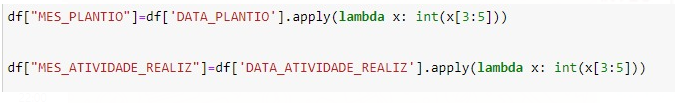 df["MES_PLANTIO"]=df['DATA_PLANTIO'].apply(lambda x: int(x[3:5]))
df["MES_ATIVIDADE_REALIZ"]=df['DATA_ATIVIDADE_REALIZ'].apply(lambda x: int(x[3:5]))